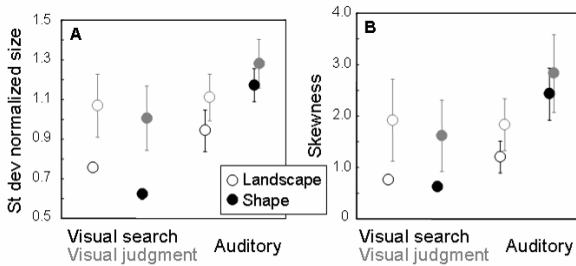 A
St dev normalized size
1.5
1.3
1.1
0.9
0.7
0.5
Visual search
Visual judgment
Auditory
Landscape
Shape
B
Skewness
4.0
3.0
2.0
1.0
0
Visual search
Visual judgment
Auditory